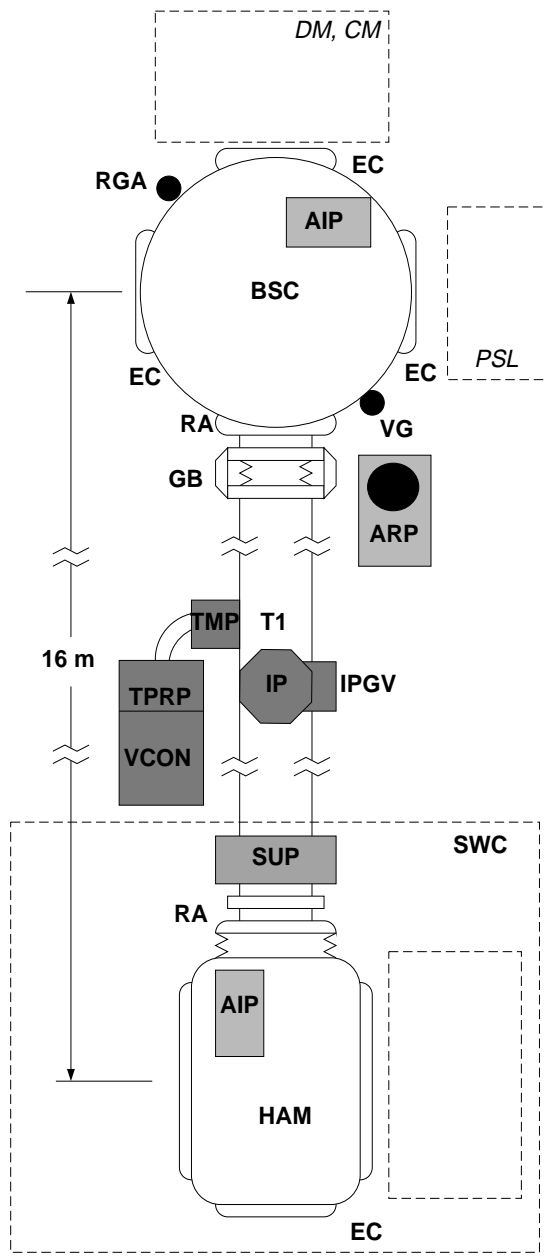 DM, CM
EC
RGA
AIP
BSC
PSL
EC
EC
RA
VG
GB
ARP
TMP
T1
16 m
IP
IPGV
TPRP
VCON
SUP
SWC
RA
AIP
HAM
EC